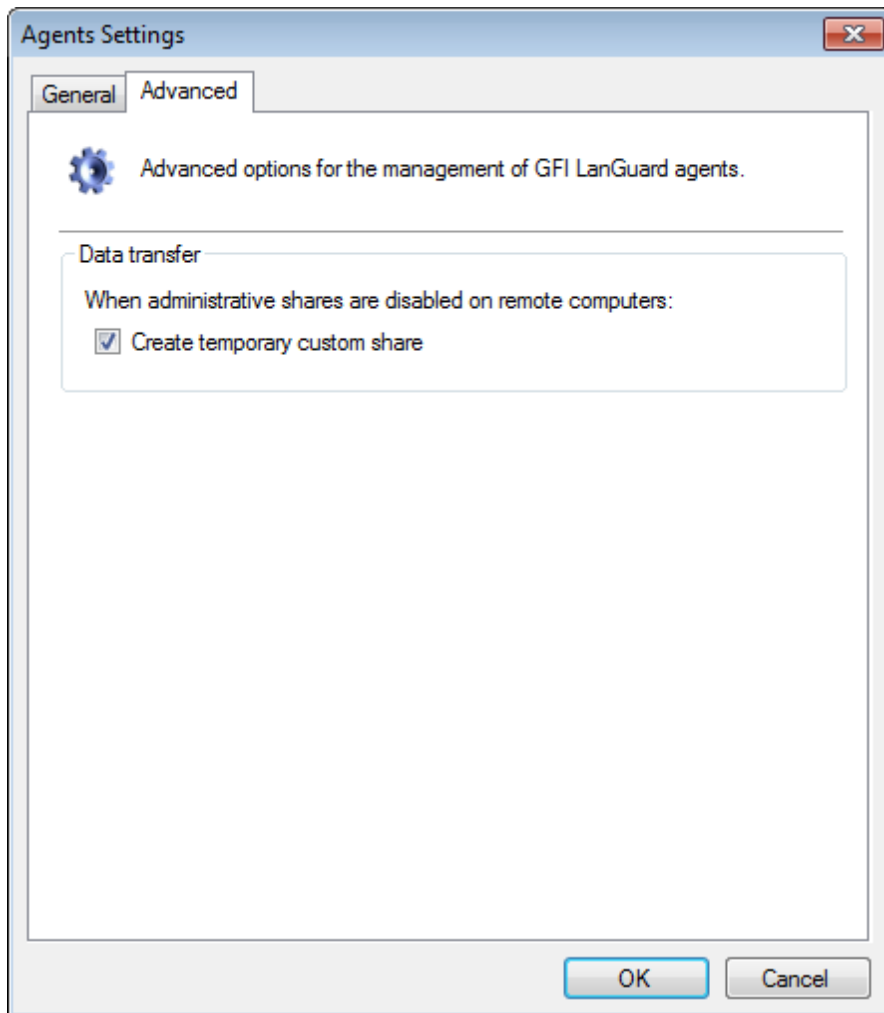 Agents Settings
General
Advanced
Advanced options for the management of GFI LanGuard agents.
Data transfer
When administrative shares are disabled on remote computers:
Create temporary custom share
OK
Cancel